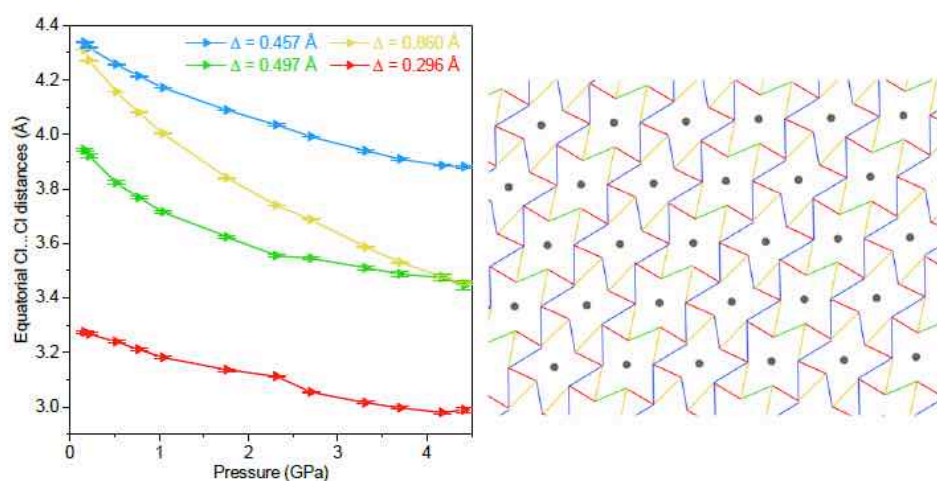 Equatorial Cl...Cl distances (Å)
4.4
4.2
4.0
3.8
3.6
3.4
3.2
3.0
Δ = 0.457 Å
Δ = 0.860 Å
Δ = 0.497 Å
Δ = 0.296 Å
0
1
2
3
4
Pressure (GPa)